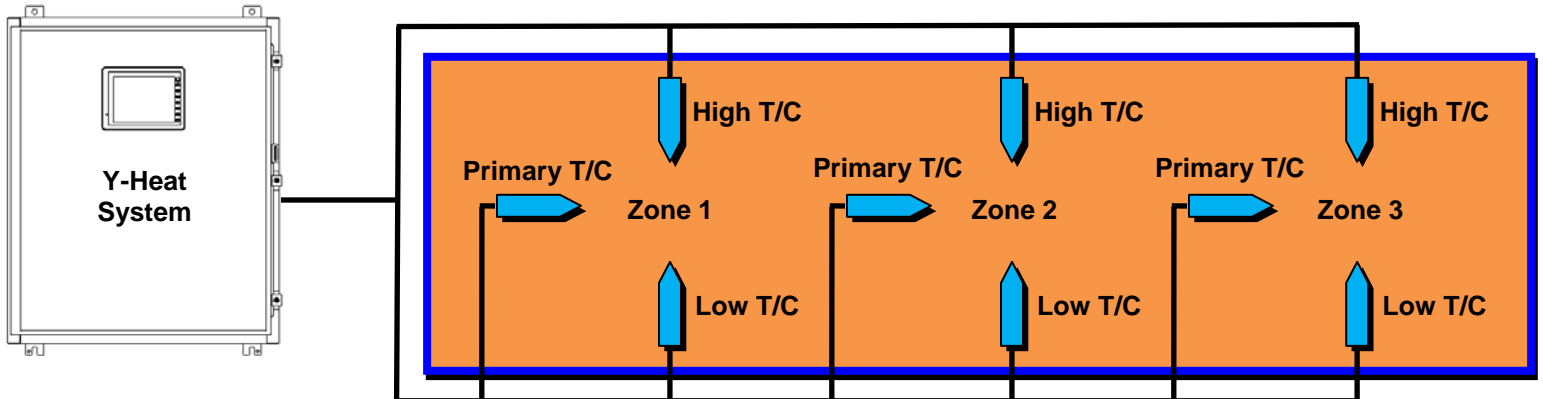 Y-Heat
System
High T/C
High T/C
High T/C
Primary T/C
Primary T/C
Primary T/C
Zone 1
Zone 2
Zone 3
Low T/C
Low T/C
Low T/C